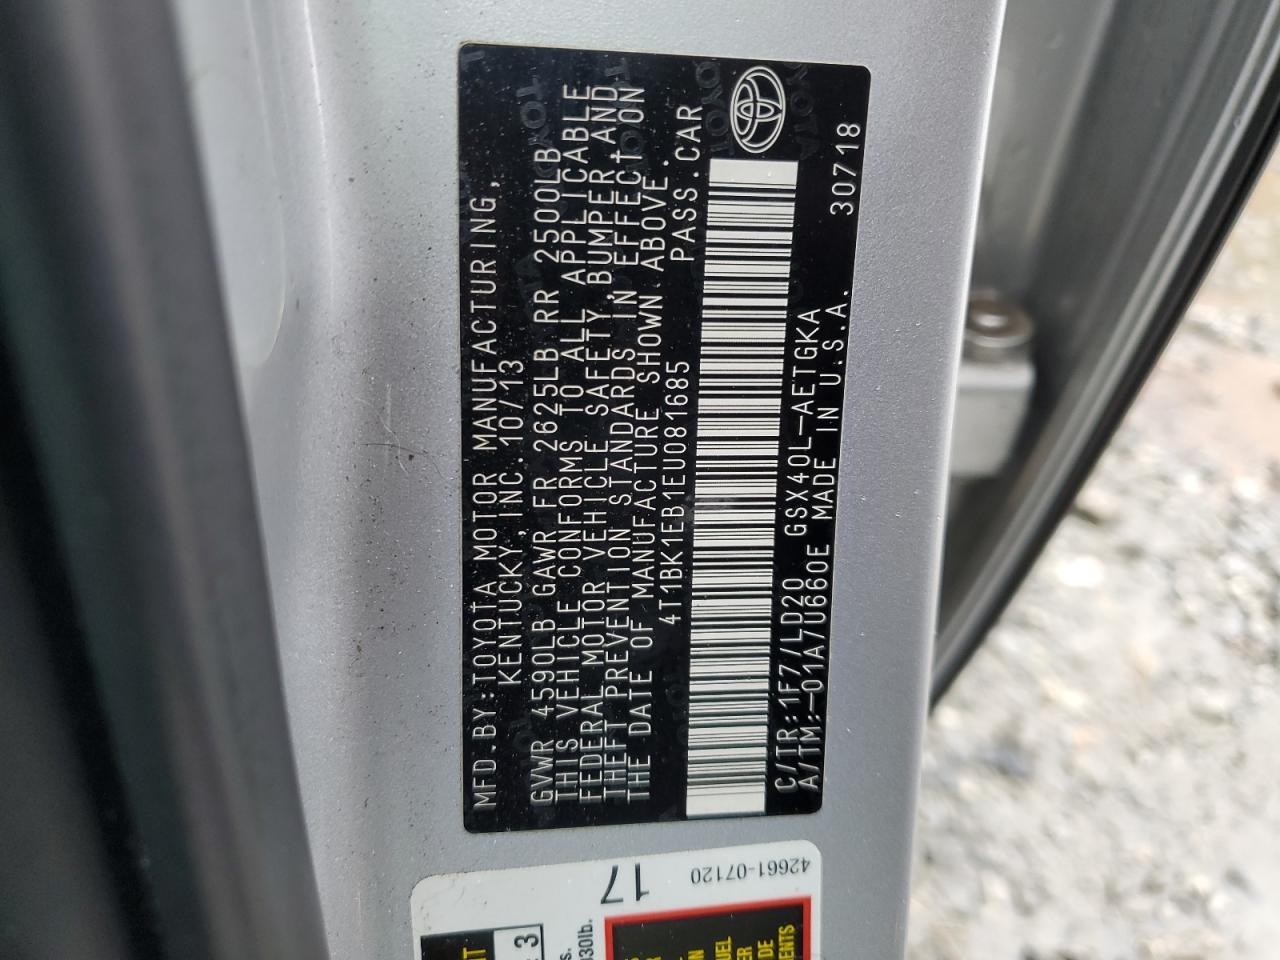 MFD.BY:TOYOTA MOTOR MANUFACTURING,
KENTUCKY,INC. 10/13
GVWR 4590LB GAWR FR 2625LB RR 2500LB
THIS VEHICLE CONFORMS TO ALL APPLICABLE
FEDERAL MOTOR VEHICLE SAFETY,BUMPER,AND
THEFT PREVENTION STANDARDS IN EFFECT ON
THE DATE OF MANUFACTURE SHOWN ABOVE.
4T1BK1EB1EU081685 PASS.CAR
C/TR:1F7/LD20 GSX40L-AETGKA
A/TM:-01A/U660E MADE IN U.S.A. 30718
42661-07120
17
3